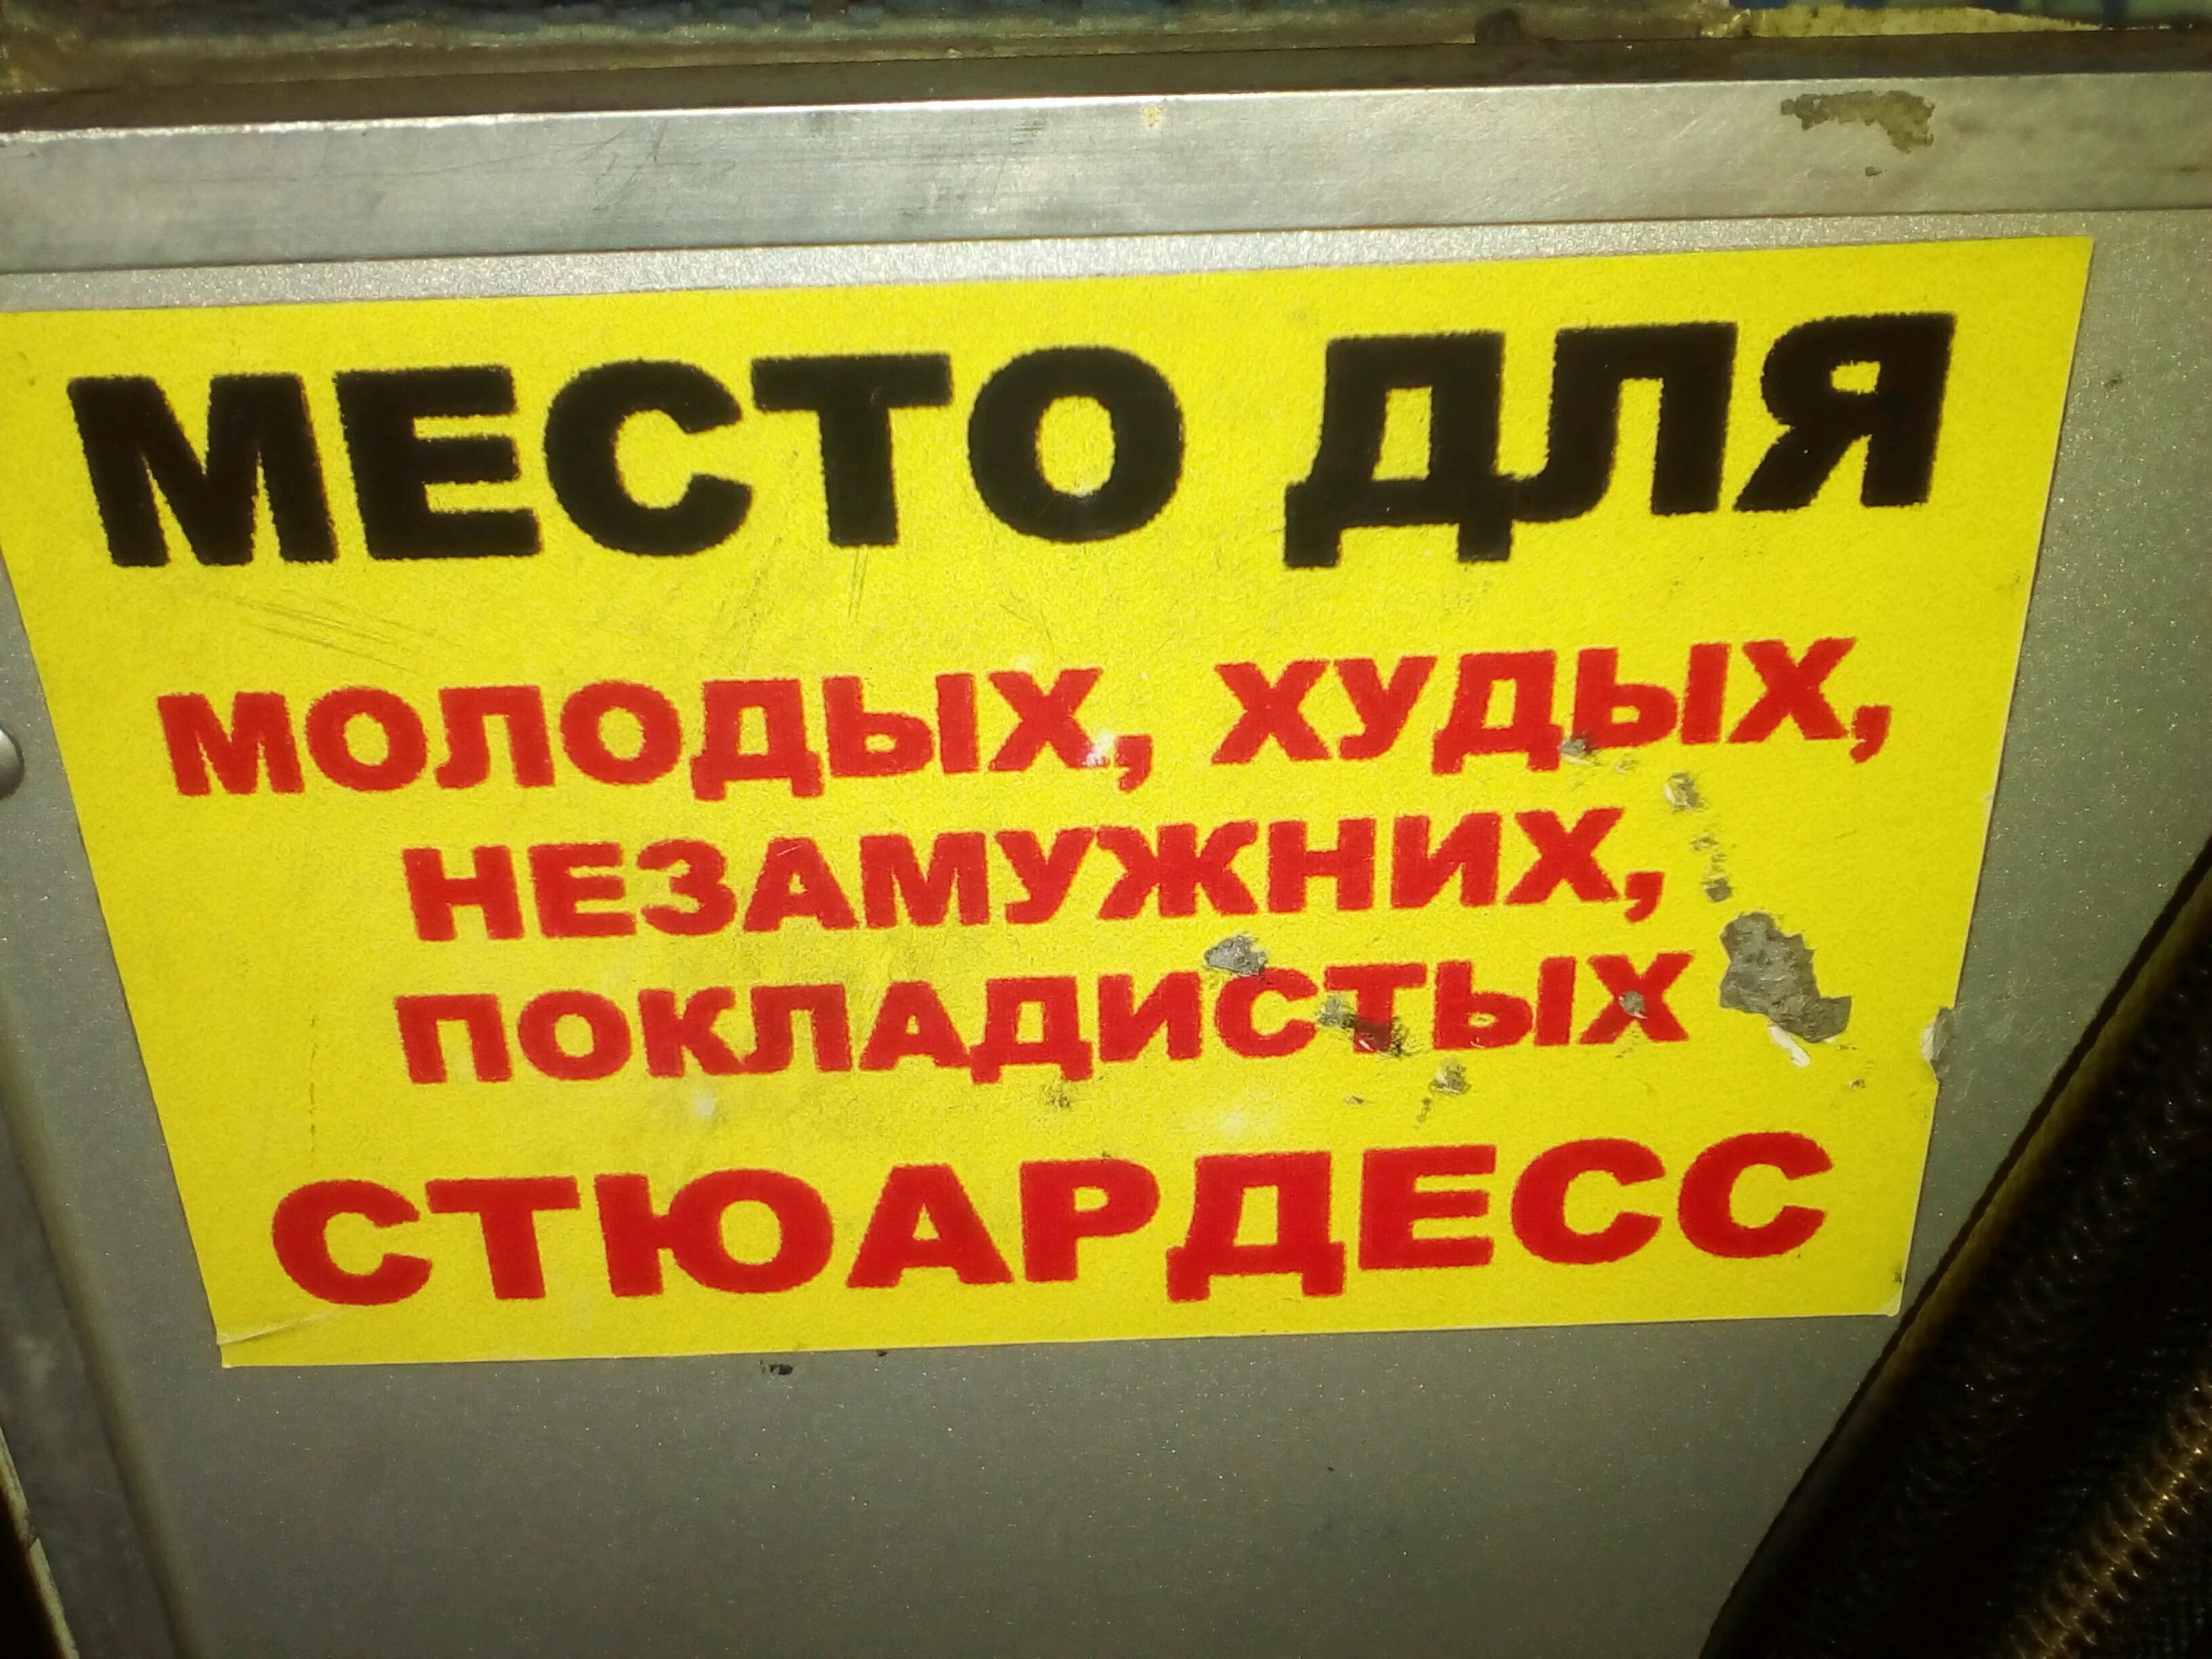 МЕСТО ДЛЯ
МОЛОДЫХ, ХУДЫХ,
НЕЗАМУЖНИХ,
ПОКЛАДИСТЫХ
СТЮАРДЕСС